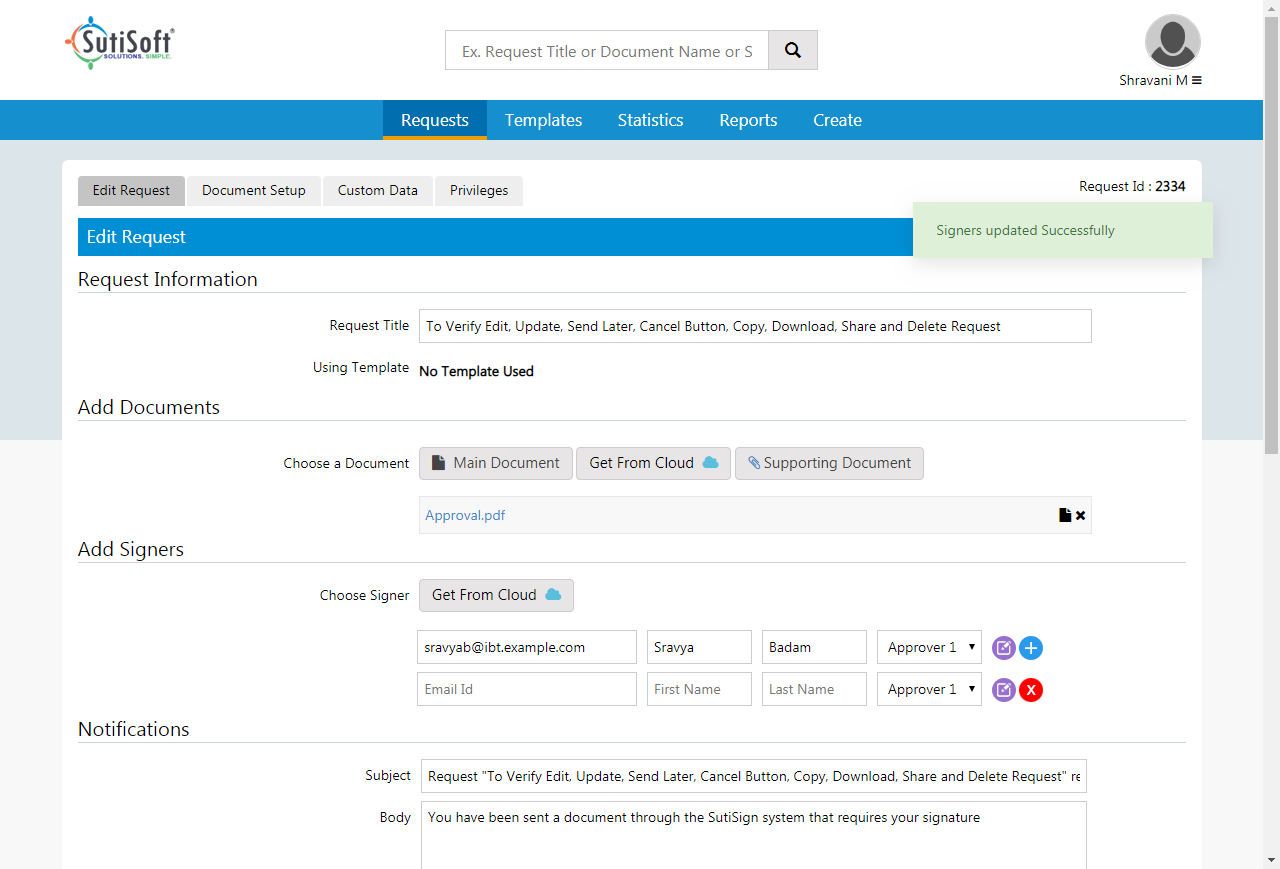 SutiSoft®
SOLUTIONS. SIMPLE.
Ex. Request Title or Document Name or S
Shravani M
Requests Templates Statistics Reports Create
Edit Request Document Setup Custom Data Privileges
Request Id : 2334
Signers updated Successfully
Edit Request
Request Information
Request Title To Verify Edit, Update, Send Later, Cancel Button, Copy, Download, Share and Delete Request
Using Template No Template Used
Add Documents
Choose a Document Main Document Get From Cloud Supporting Document
Approval.pdf
Add Signers
Choose Signer Get From Cloud
sravyab@ibt.example.com Sravya Badam Approver 1
Email Id First Name Last Name Approver 1 X
Notifications
Subject Request "To Verify Edit, Update, Send Later, Cancel Button, Copy, Download, Share and Delete Request" re
Body You have been sent a document through the SutiSign system that requires your signature